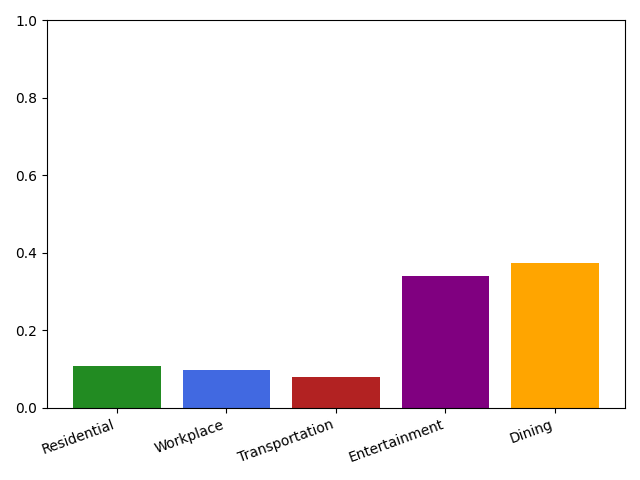 1.0
0.8
0.6
0.4
0.2
0.0
Residential
Workplace
Transportation
Entertainment
Dining